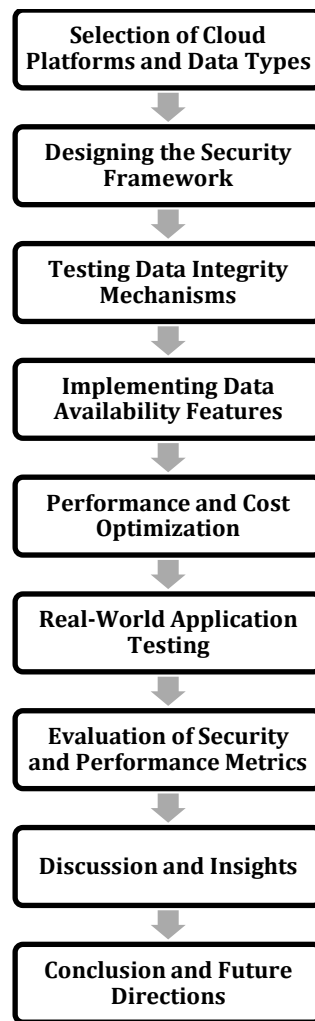 Selection of Cloud
Platforms and Data Types
Designing the Security
Framework
Testing Data Integrity
Mechanisms
Implementing Data
Availability Features
Performance and Cost
Optimization
Real-World Application
Testing
Evaluation of Security
and Performance Metrics
Discussion and Insights
Conclusion and Future
Directions